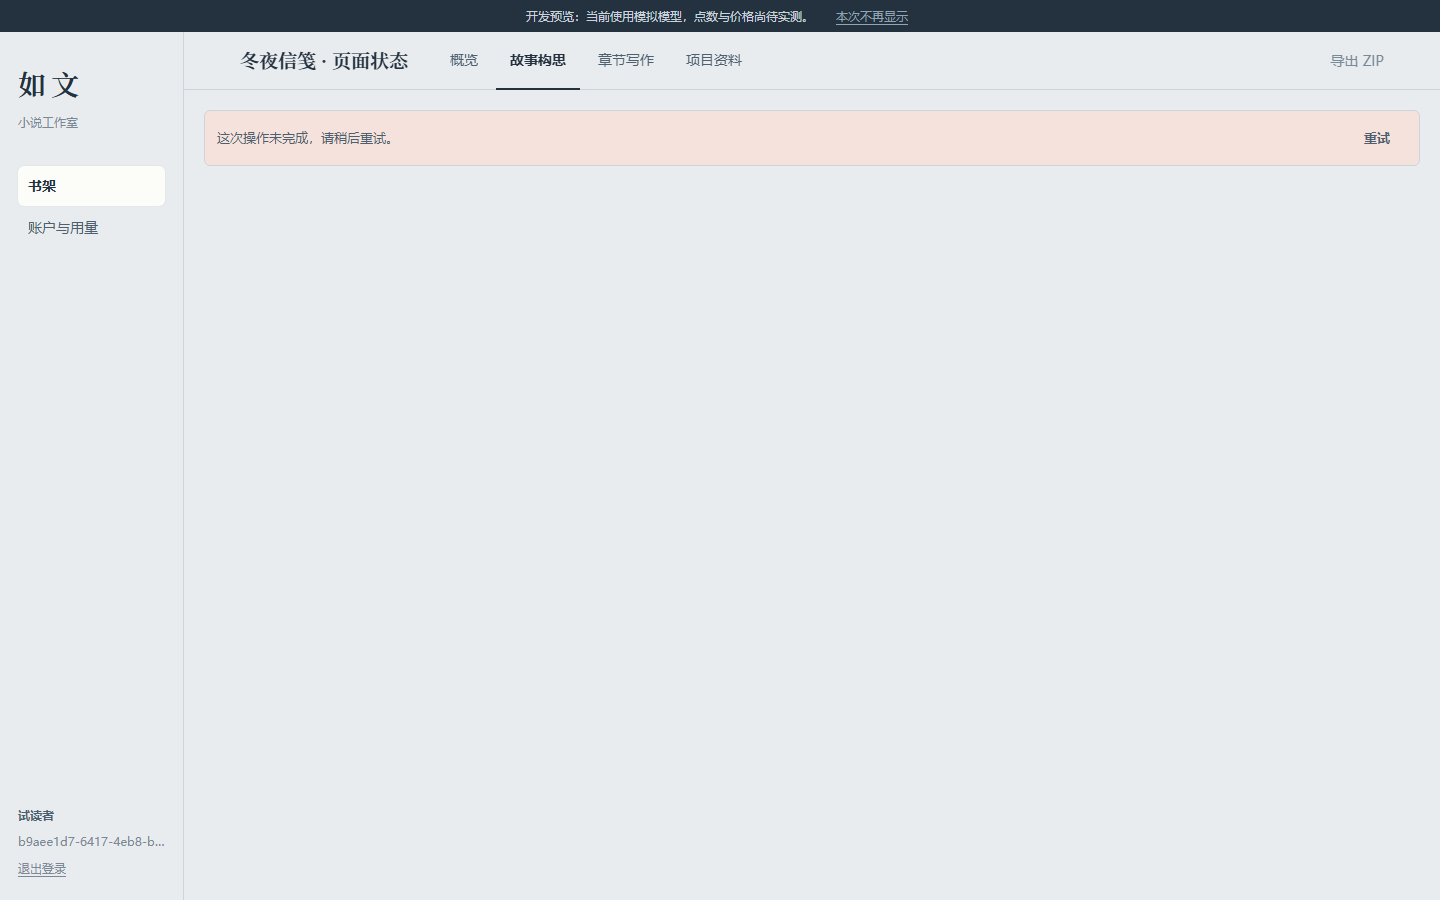 开发预览：当前使用模拟模型，点数与价格尚待实测。 本次不再显示
如文
小说工作室
书架
账户与用量
试读者
b9aee1d7-6417-4eb8-b...
退出登录
冬夜信笺 · 页面状态 概览 故事构思 章节写作 项目资料 导出 ZIP
这次操作未完成，请稍后重试。 重试